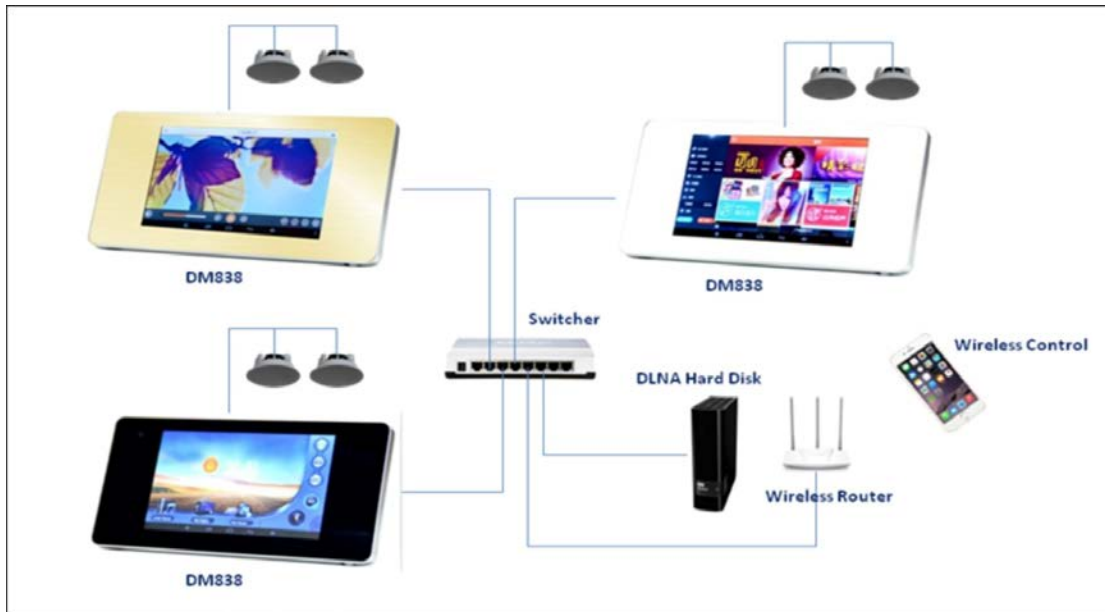 DM838
DM838
Switcher
Wireless Control
DLNA Hard Disk
Wireless Router
DM838